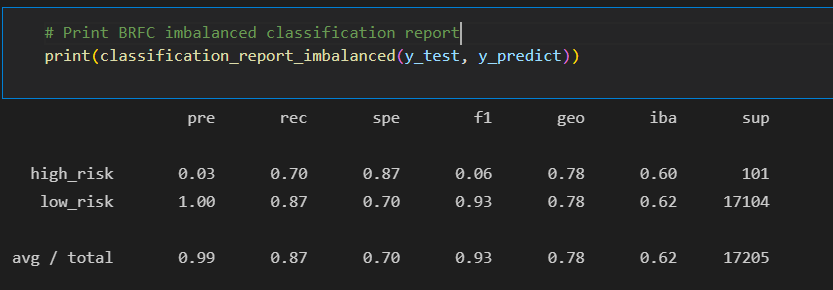 # Print BRFC imbalanced classification report
print(classification_report_imbalanced(y_test, y_predict))
pre rec spe f1 geo iba sup
high_risk 0.03 0.70 0.87 0.06 0.78 0.60 101
low_risk 1.00 0.87 0.70 0.93 0.78 0.62 17104
avg / total 0.99 0.87 0.70 0.93 0.78 0.62 17205